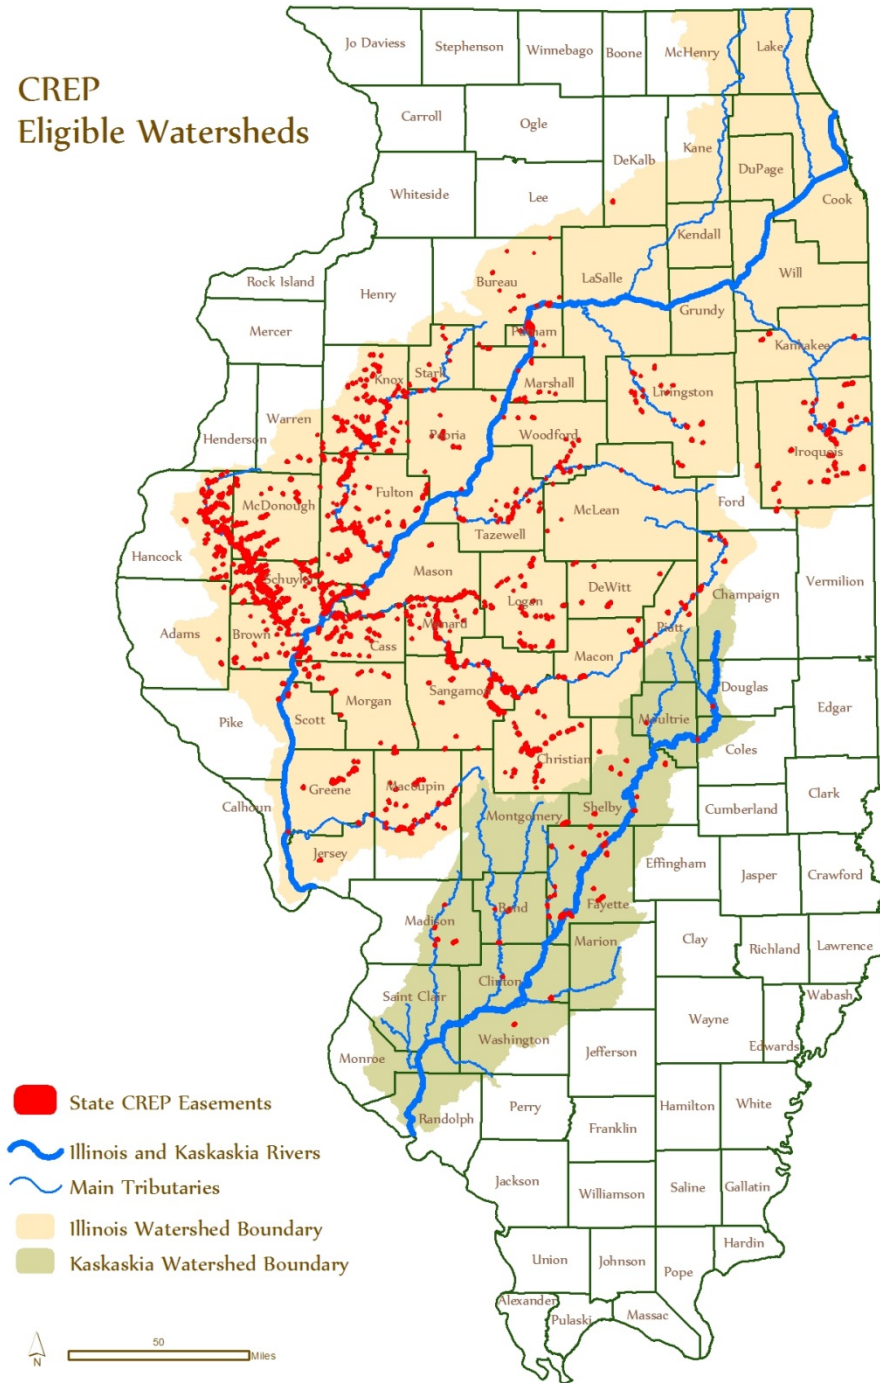 CREP
Eligible Watersheds
Jo Daviess
Stephenson
Winnebago
Boone
McHenry
Lake
Carroll
Ogle
DeKalb
Kane
DuPage
Cook
Whiteside
Lee
Kendall
Will
Rock Island
Henry
Bureau
LaSalle
Grundy
Mercer
Putnam
Kankakee
Knox
Stark
Marshall
Livingston
Warren
Henderson
Peoria
Woodford
Iroquois
McDonough
Fulton
Tazewell
McLean
Ford
Hancock
Schuyler
Mason
Logan
DeWitt
Champaign
Vermilion
Adams
Brown
Cass
Menard
Piatt
Macon
Sangamon
Morgan
Scott
Pike
Moultrie
Douglas
Edgar
Coles
Christian
Greene
Macoupin
Calhoun
Shelby
Cumberland
Clark
Montgomery
Jersey
Effingham
Jasper
Crawford
Madison
Bond
Fayette
Marion
Clay
Richland
Lawrence
Saint Clair
Clinton
Wabash
Wayne
Washington
Edwards
Monroe
Jefferson
Randolph
Perry
Hamilton
White
Franklin
Jackson
Williamson
Saline
Gallatin
Union
Johnson
Hardin
Pope
Alexander
Pulaski
Massac
State CREP Easements
Illinois and Kaskaskia Rivers
Main Tributaries
Illinois Watershed Boundary
Kaskaskia Watershed Boundary
N
50
Miles